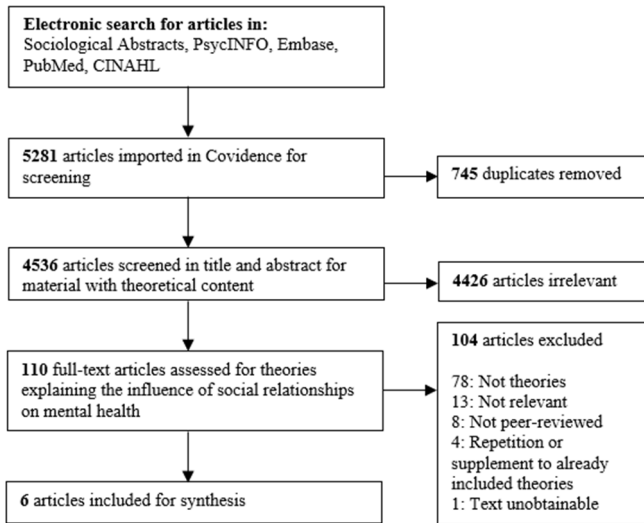 Electronic search for articles in:
Sociological Abstracts, PsycINFO, Embase,
PubMed, CINAHL
5281 articles imported in Covidence for
screening
745 duplicates removed
4536 articles screened in title and abstract for
material with theoretical content
4426 articles irrelevant
110 full-text articles assessed for theories
explaining the influence of social relationships
on mental health
104 articles excluded
78: Not theories
13: Not relevant
8: Not peer-reviewed
4: Repetition or
supplement to already
included theories
1: Text unobtainable
6 articles included for synthesis